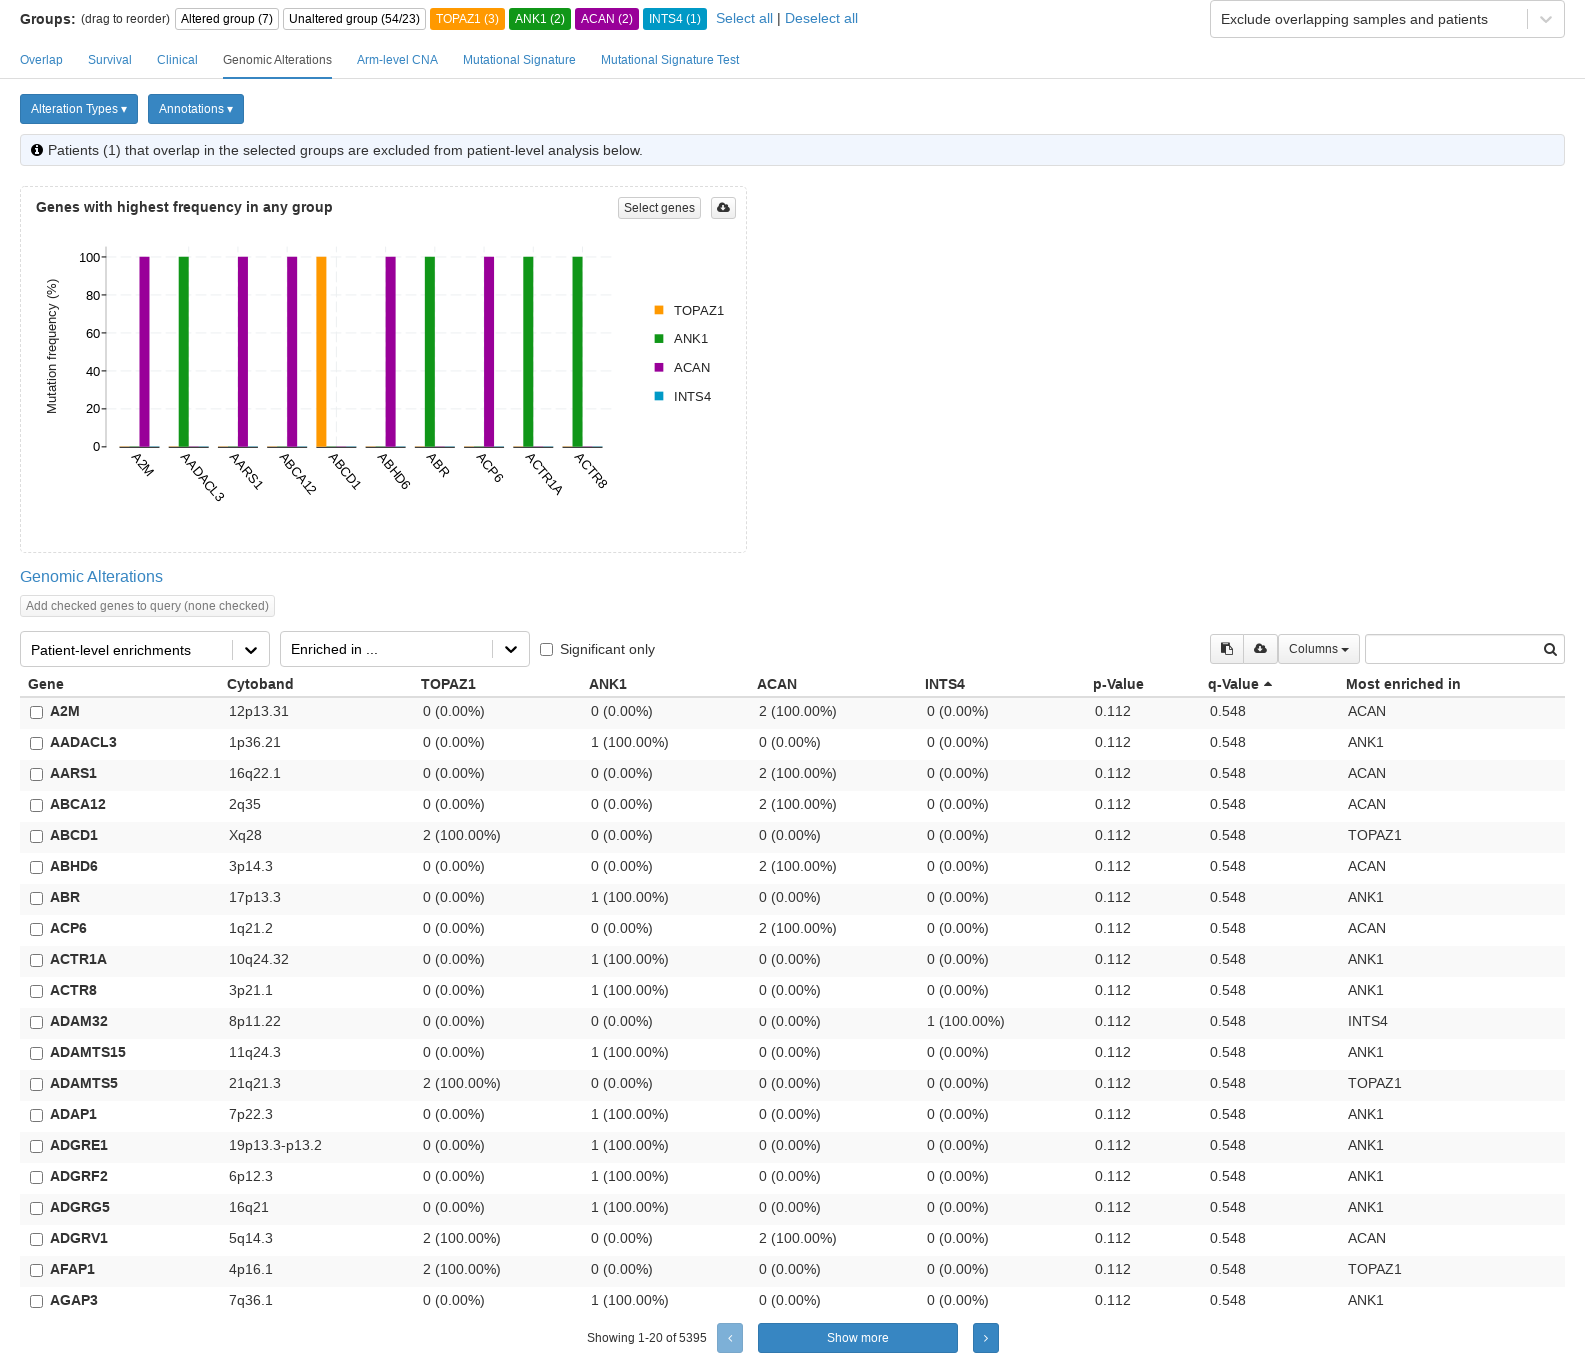 Groups: (drag to reorder) Altered group (7) Unaltered group (54/23) TOPAZ1 (3) ANK1 (2) ACAN (2) INTS4 (1) Select all | Deselect all Exclude overlapping samples and patients
Overlap Survival Clinical Genomic Alterations Arm-level CNA Mutational Signature Mutational Signature Test
Alteration Types ▾ Annotations ▾
Patients (1) that overlap in the selected groups are excluded from patient-level analysis below.
Genes with highest frequency in any group Select genes
Mutation frequency (%)
100
80
60
40
20
0
A2M AADACL3 AARS1 ABCA12 ABCD1 ABHD6 ABR ACP6 ACTR1A ACTR8
TOPAZ1
ANK1
ACAN
INTS4
Genomic Alterations
Add checked genes to query (none checked)
Patient-level enrichments Enriched in ... Significant only Columns
Gene Cytoband TOPAZ1 ANK1 ACAN INTS4 p-Value q-Value Most enriched in
A2M 12p13.31 0 (0.00%) 0 (0.00%) 2 (100.00%) 0 (0.00%) 0.112 0.548 ACAN
AADACL3 1p36.21 0 (0.00%) 1 (100.00%) 0 (0.00%) 0 (0.00%) 0.112 0.548 ANK1
AARS1 16q22.1 0 (0.00%) 0 (0.00%) 2 (100.00%) 0 (0.00%) 0.112 0.548 ACAN
ABCA12 2q35 0 (0.00%) 0 (0.00%) 2 (100.00%) 0 (0.00%) 0.112 0.548 ACAN
ABCD1 Xq28 2 (100.00%) 0 (0.00%) 0 (0.00%) 0 (0.00%) 0.112 0.548 TOPAZ1
ABHD6 3p14.3 0 (0.00%) 0 (0.00%) 2 (100.00%) 0 (0.00%) 0.112 0.548 ACAN
ABR 17p13.3 0 (0.00%) 1 (100.00%) 0 (0.00%) 0 (0.00%) 0.112 0.548 ANK1
ACP6 1q21.2 0 (0.00%) 0 (0.00%) 2 (100.00%) 0 (0.00%) 0.112 0.548 ACAN
ACTR1A 10q24.32 0 (0.00%) 1 (100.00%) 0 (0.00%) 0 (0.00%) 0.112 0.548 ANK1
ACTR8 3p21.1 0 (0.00%) 1 (100.00%) 0 (0.00%) 0 (0.00%) 0.112 0.548 ANK1
ADAM32 8p11.22 0 (0.00%) 0 (0.00%) 0 (0.00%) 1 (100.00%) 0.112 0.548 INTS4
ADAMTS15 11q24.3 0 (0.00%) 1 (100.00%) 0 (0.00%) 0 (0.00%) 0.112 0.548 ANK1
ADAMTS5 21q21.3 2 (100.00%) 0 (0.00%) 0 (0.00%) 0 (0.00%) 0.112 0.548 TOPAZ1
ADAP1 7p22.3 0 (0.00%) 1 (100.00%) 0 (0.00%) 0 (0.00%) 0.112 0.548 ANK1
ADGRE1 19p13.3-p13.2 0 (0.00%) 1 (100.00%) 0 (0.00%) 0 (0.00%) 0.112 0.548 ANK1
ADGRF2 6p12.3 0 (0.00%) 1 (100.00%) 0 (0.00%) 0 (0.00%) 0.112 0.548 ANK1
ADGRG5 16q21 0 (0.00%) 1 (100.00%) 0 (0.00%) 0 (0.00%) 0.112 0.548 ANK1
ADGRV1 5q14.3 2 (100.00%) 0 (0.00%) 2 (100.00%) 0 (0.00%) 0.112 0.548 ACAN
AFAP1 4p16.1 2 (100.00%) 0 (0.00%) 0 (0.00%) 0 (0.00%) 0.112 0.548 TOPAZ1
AGAP3 7q36.1 0 (0.00%) 1 (100.00%) 0 (0.00%) 0 (0.00%) 0.112 0.548 ANK1
Showing 1-20 of 5395 ‹ Show more ›